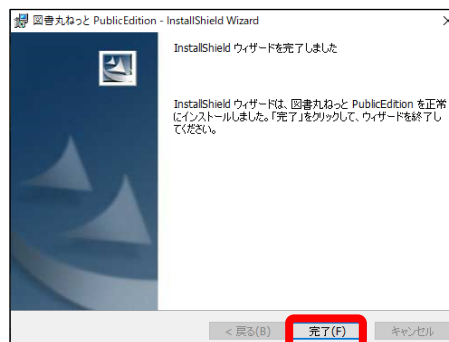 図書丸ねっと PublicEdition - InstallShield Wizard
InstallShield ウィザードを完了しました
InstallShield ウィザードは、図書丸ねっと PublicEdition を正常
にインストールしました。「完了」をクリックして、ウィザードを終了し
てください。
< 戻る(B) 完了(F) キャンセル